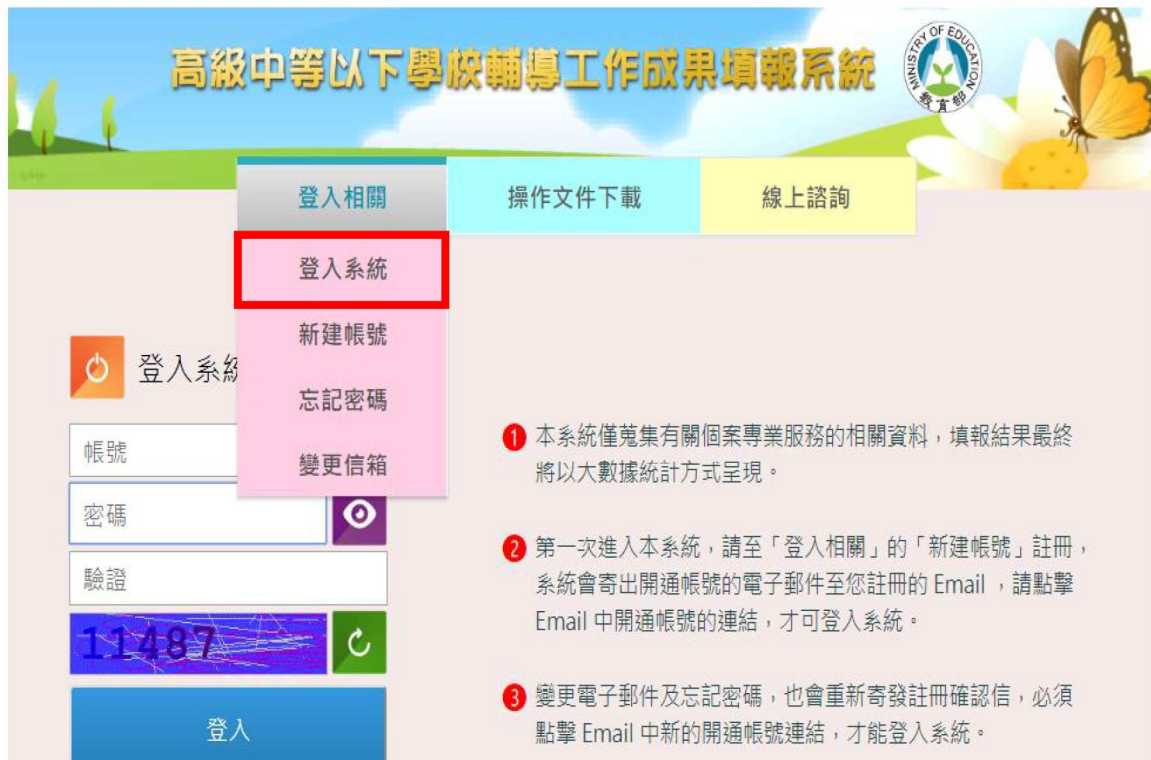 高級中等以下學校輔導工作成果填報系統
MINISTRY OF EDUCATION
教育部
登入相關
操作文件下載
線上諮詢
登入系統
新建帳號
忘記密碼
變更信箱
登入系統
帳號
密碼
驗證
11487
登入
1 本系統僅蒐集有關個案專業服務的相關資料，填報結果最終
將以大數據統計方式呈現。
2 第一次進入本系統，請至「登入相關」的「新建帳號」註冊，
系統會寄出開通帳號的電子郵件至您註冊的 Email ，請點擊
Email 中開通帳號的連結，才可登入系統。
3 變更電子郵件及忘記密碼，也會重新寄發註冊確認信，必須
點擊 Email 中新的開通帳號連結，才能登入系統。